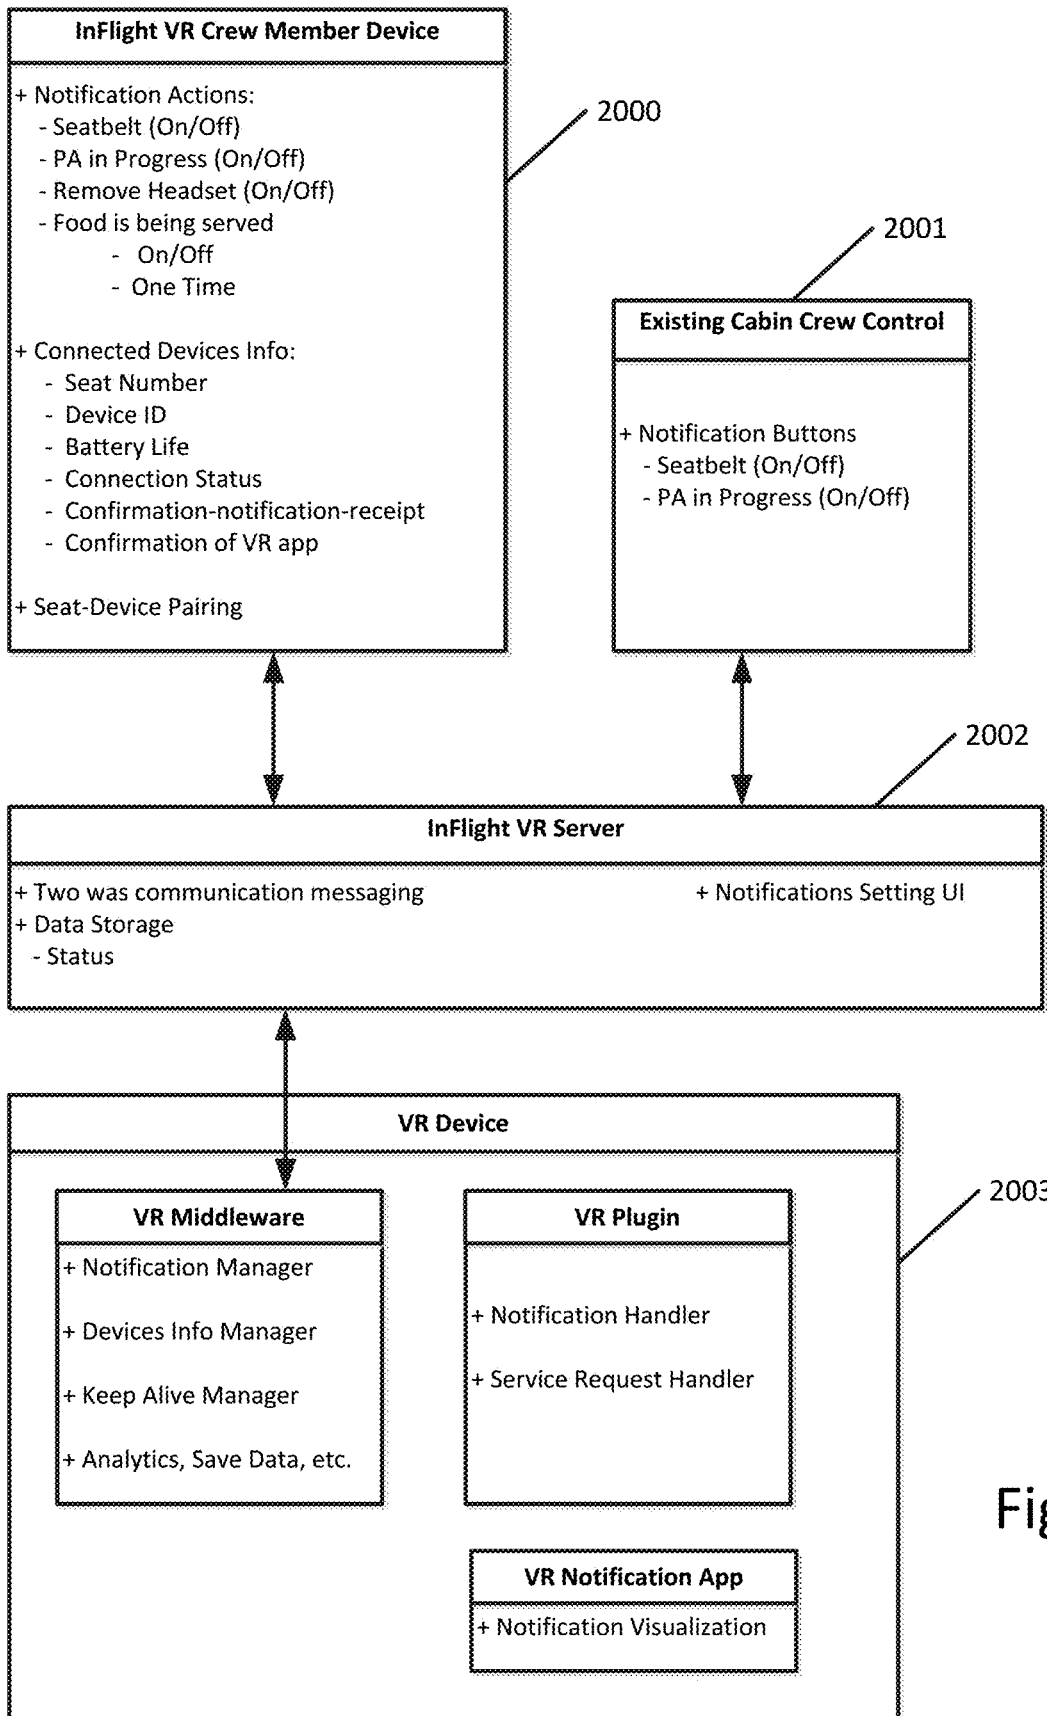 InFlight VR Crew Member Device
+ Notification Actions:
- Seatbelt (On/Off)
- PA in Progress (On/Off)
- Remove Headset (On/Off)
- Food is being served
- On/Off
- One Time
+ Connected Devices Info:
- Seat Number
- Device ID
- Battery Life
- Connection Status
- Confirmation-notification-receipt
- Confirmation of VR app
+ Seat-Device Pairing
2000
2001
Existing Cabin Crew Control
+ Notification Buttons
- Seatbelt (On/Off)
- PA in Progress (On/Off)
2002
InFlight VR Server
+ Two was communication messaging
+ Data Storage
- Status
+ Notifications Setting UI
VR Device
2003
VR Middleware
+ Notification Manager
+ Devices Info Manager
+ Keep Alive Manager
+ Analytics, Save Data, etc.
VR Plugin
+ Notification Handler
+ Service Request Handler
VR Notification App
+ Notification Visualization
Fig